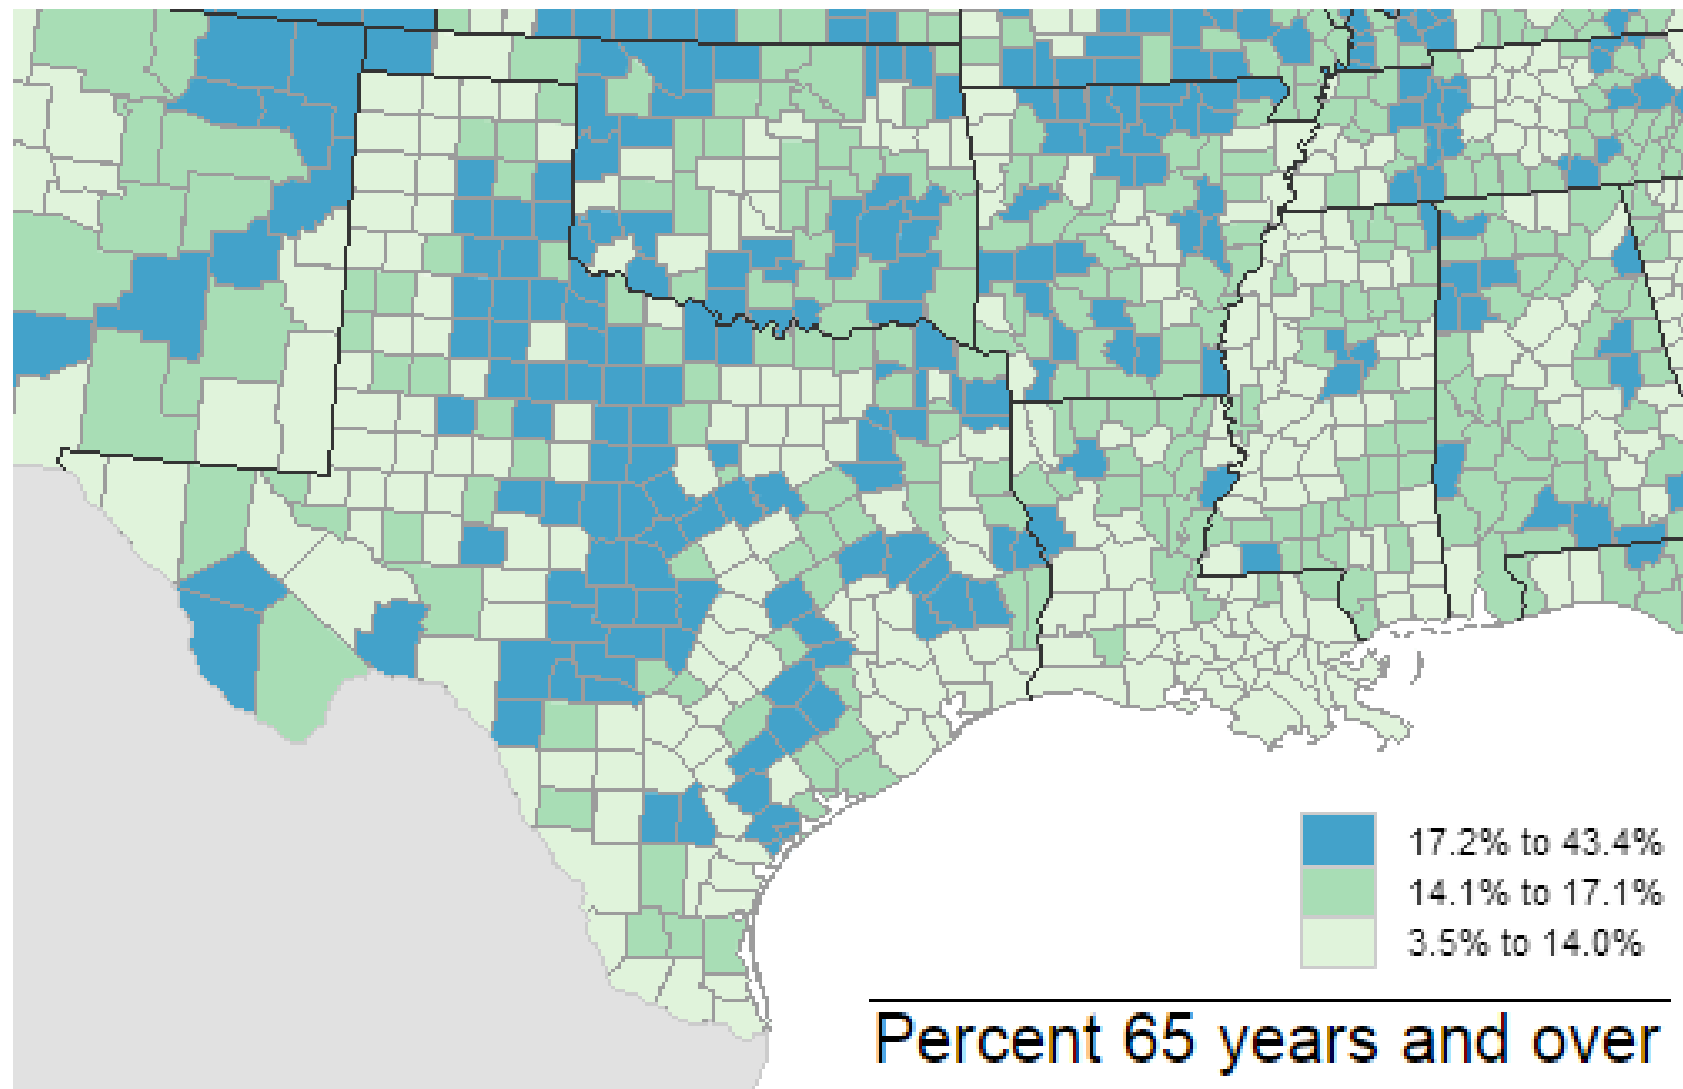 17.2% to 43.4%
14.1% to 17.1%
3.5% to 14.0%
Percent 65 years and over